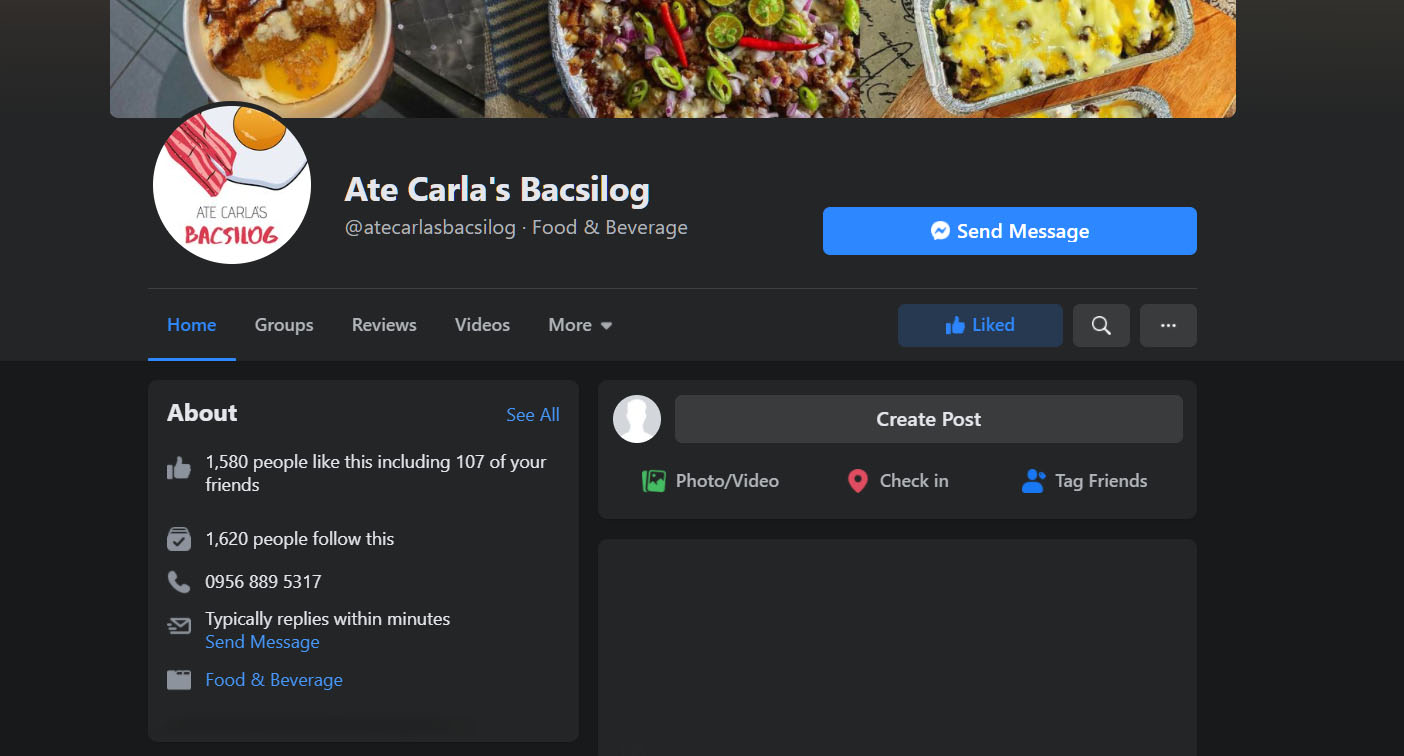 ATE CARLA'S
BACSILOG
Ate Carla's Bacsilog
@atecarlasbacsilog · Food & Beverage
Send Message
Home Groups Reviews Videos More
Liked
About See All
1,580 people like this including 107 of your
friends
1,620 people follow this
0956 889 5317
Typically replies within minutes
Send Message
Food & Beverage
Create Post
Photo/Video Check in Tag Friends